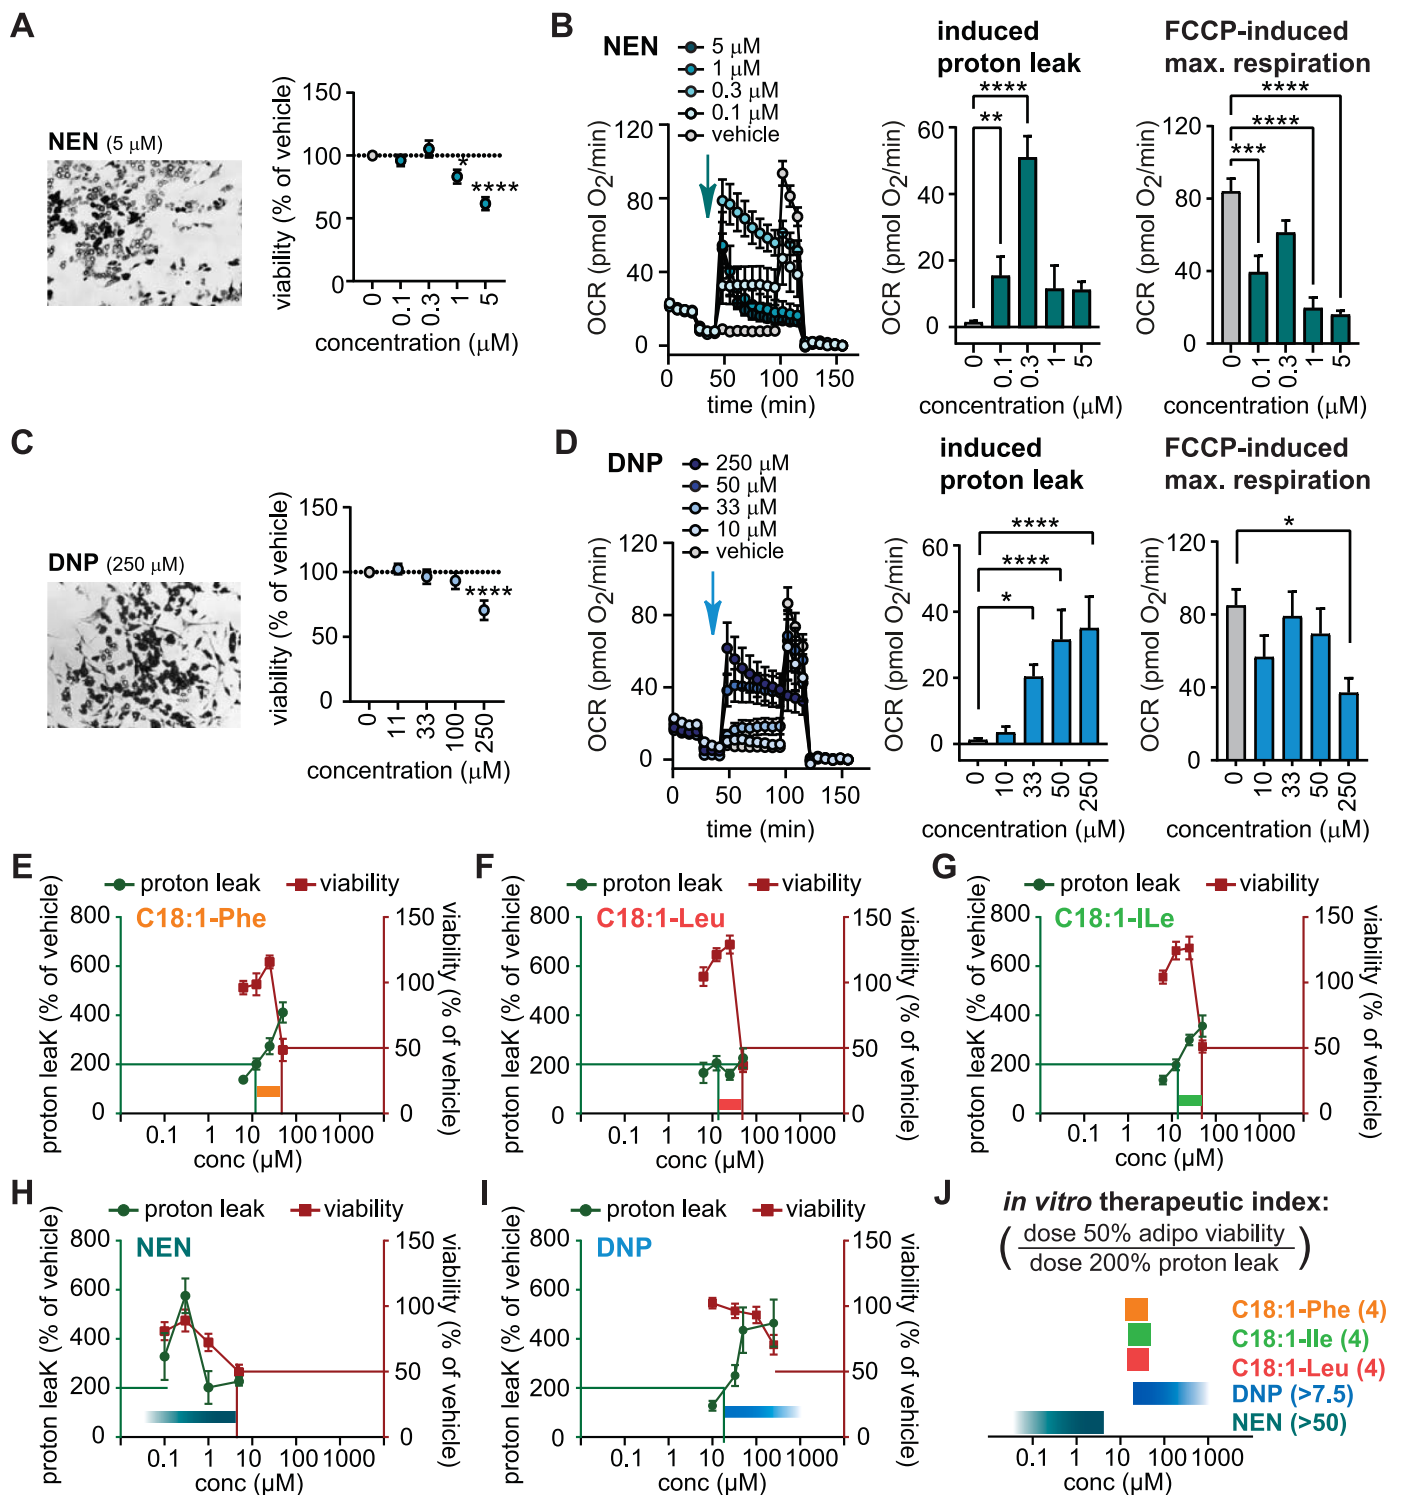 A
NEN (5 μM)
viability (% of vehicle)
150
100
50
0
*
****
0
0.1
0.3
1
5
concentration (μM)
B
NEN
5 μM
1 μM
0.3 μM
0.1 μM
vehicle
OCR (pmol O2/min)
120
80
40
0
0 50 100 150
time (min)
induced
proton leak
****
**
OCR (pmol O2/min)
60
40
20
0
0
0.1
0.3
1
5
concentration (μM)
FCCP-induced
max. respiration
****
****
***
OCR (pmol O2/min)
120
80
40
0
0
0.1
0.3
1
5
concentration (μM)
C
DNP (250 μM)
viability (% of vehicle)
150
100
50
0
****
0
11
33
100
250
concentration (μM)
D
DNP
250 μM
50 μM
33 μM
10 μM
vehicle
OCR (pmol O2/min)
120
80
40
0
0 50 100 150
time (min)
induced
proton leak
****
****
*
OCR (pmol O2/min)
60
40
20
0
0
10
33
50
250
concentration (μM)
FCCP-induced
max. respiration
*
OCR (pmol O2/min)
120
80
40
0
0
10
33
50
250
concentration (μM)
E
proton leak viability
C18:1-Phe
proton leaK (% of vehicle)
800
600
400
200
0
viability (% of vehicle)
150
100
50
0
0.1 1 10 100 1000
conc (μM)
F
proton leak viability
C18:1-Leu
proton leaK (% of vehicle)
800
600
400
200
0
viability (% of vehicle)
150
100
50
0
0.1 1 10 100 1000
conc (μM)
G
proton leak viability
C18:1-ILe
proton leaK (% of vehicle)
800
600
400
200
0
viability (% of vehicle)
150
100
50
0
0.1 1 10 100 1000
conc (μM)
H
proton leak viability
NEN
proton leaK (% of vehicle)
800
600
400
200
0
viability (% of vehicle)
150
100
50
0
0.1 1 10 100 1000
conc (μM)
I
proton leak viability
DNP
proton leaK (% of vehicle)
800
600
400
200
0
viability (% of vehicle)
150
100
50
0
0.1 1 10 100 1000
conc (μM)
J
in vitro therapeutic index:
( dose 50% adipo viability
dose 200% proton leak )
C18:1-Phe (4)
C18:1-Ile (4)
C18:1-Leu (4)
DNP (>7.5)
NEN (>50)
0.1 1 10 100 1000
conc (μM)